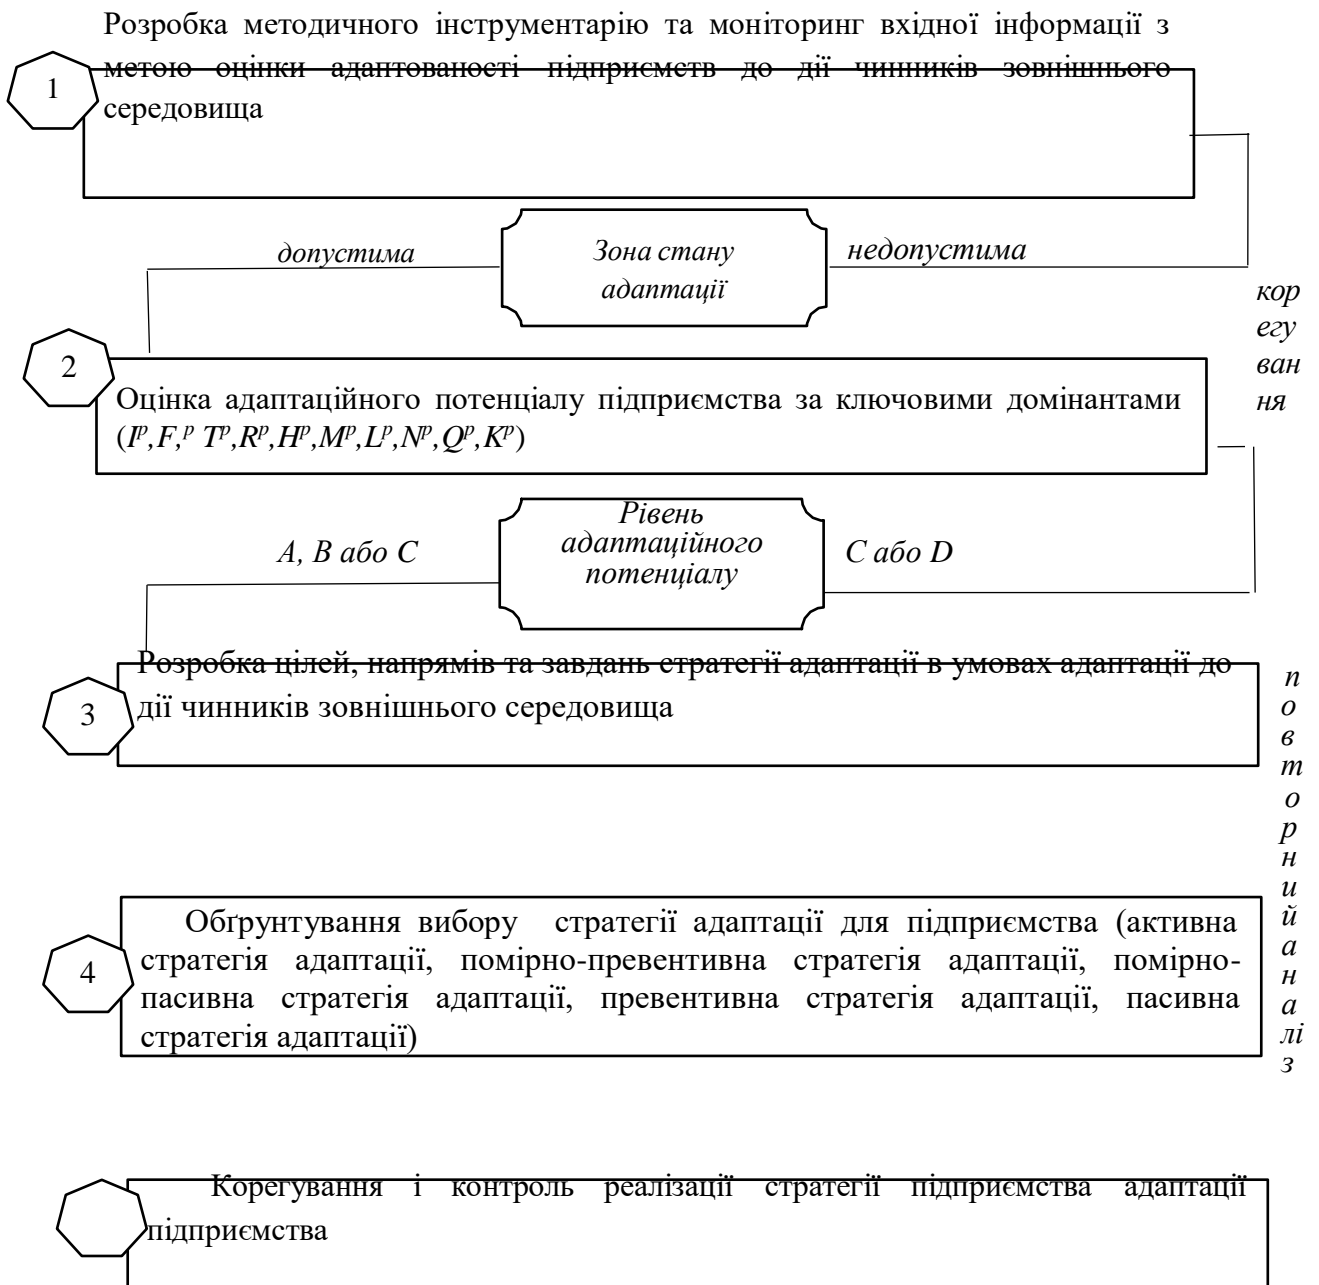 Розробка методичного інструментарію та моніторинг вхідної інформації з
метою оцінки адаптованості підприємств до дії чинників зовнішнього
середовища
1
допустима
Зона стану
адаптації
недопустима
кор
егу
ван
ня
2
Оцінка адаптаційного потенціалу підприємства за ключовими домінантами
(Iᵖ,F,ᵖ Tᵖ,Rᵖ,Hᵖ,Mᵖ,Lᵖ,Nᵖ,Qᵖ,Kᵖ)
A, B або C
Рівень
адаптаційного
потенціалу
C або D
Розробка цілей, напрямів та завдань стратегії адаптації в умовах адаптації до
дії чинників зовнішнього середовища
3
п
о
в
т
о
р
н
и
й
а
н
а
лі
з
Обґрунтування вибору стратегії адаптації для підприємства (активна
стратегія адаптації, помірно-превентивна стратегія адаптації, помірно-
пасивна стратегія адаптації, превентивна стратегія адаптації, пасивна
стратегія адаптації)
4
Корегування і контроль реалізації стратегії підприємства адаптації
підприємства